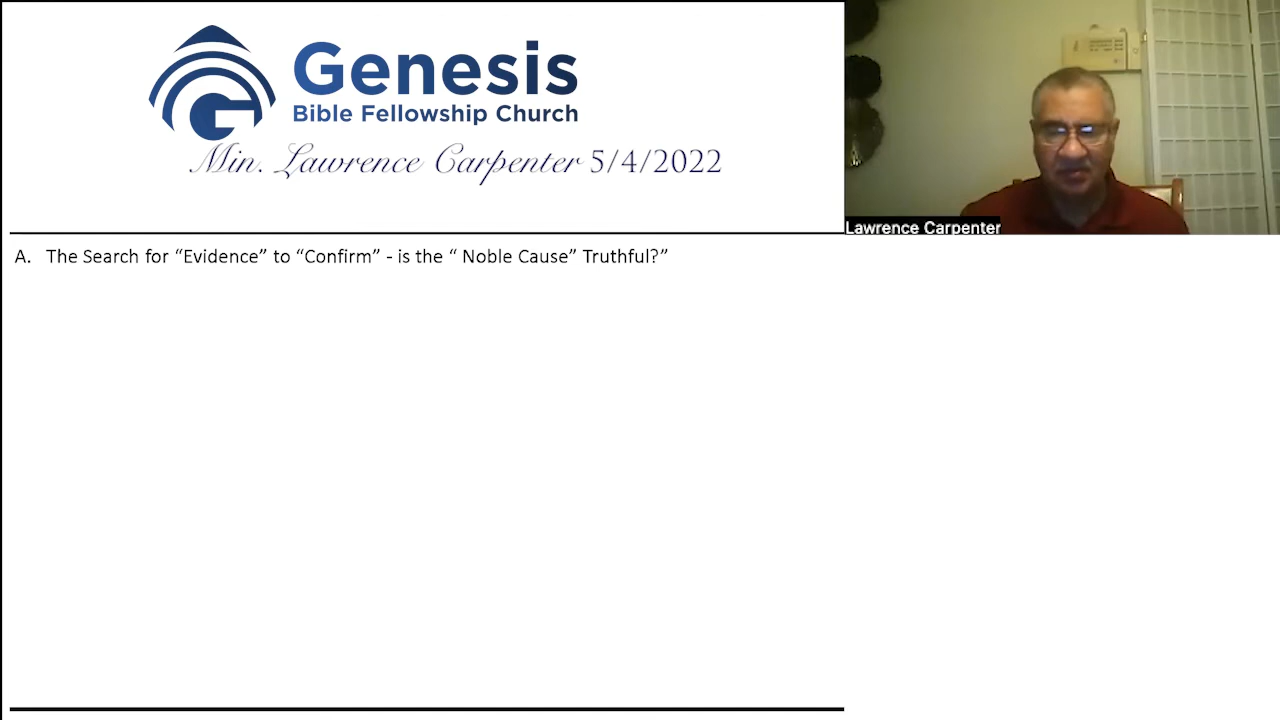 Genesis
Bible Fellowship Church
Min. Lawrence Carpenter 5/4/2022
Lawrence Carpenter
A. The Search for “Evidence” to “Confirm” - is the “ Noble Cause” Truthful?”